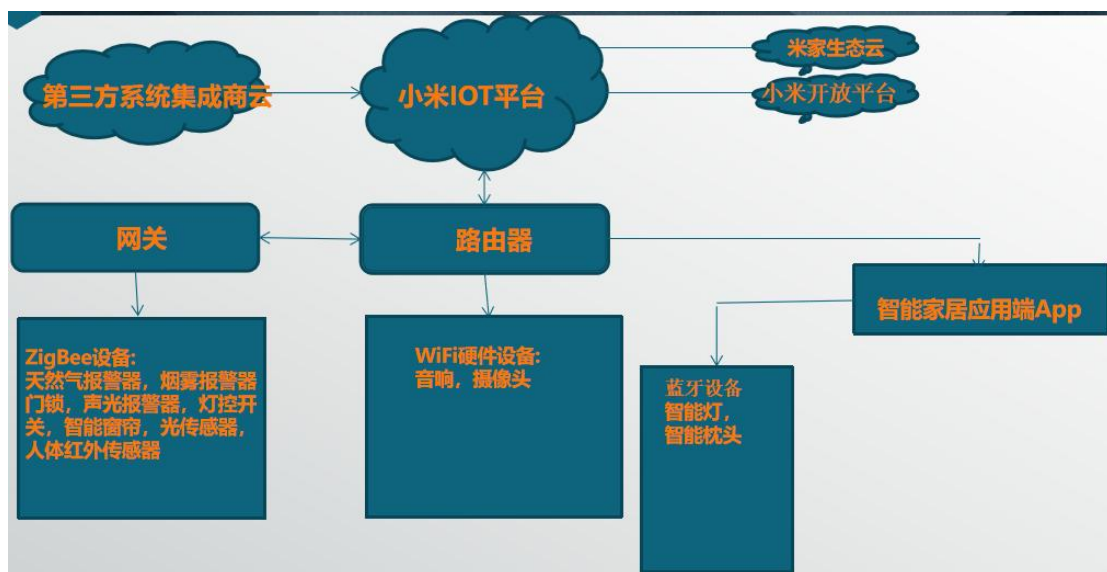 米家生态云
第三方系统集成商云
小米IOT平台
小米开放平台
网关
路由器
智能家居应用端App
ZigBee设备:
天然气报警器，烟雾报警器
门锁，声光报警器，灯控开
关，智能窗帘，光传感器，
人体红外传感器
WiFi硬件设备:
音响，摄像头
蓝牙设备
智能灯，
智能枕头